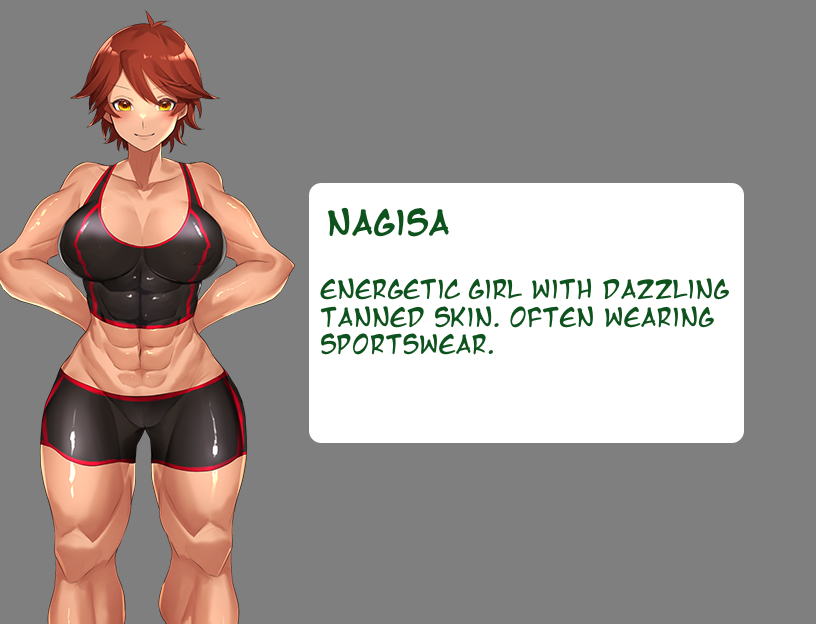 NAGISA
ENERGETIC GIRL WITH DAZZLING
TANNED SKIN. OFTEN WEARING
SPORTSWEAR.